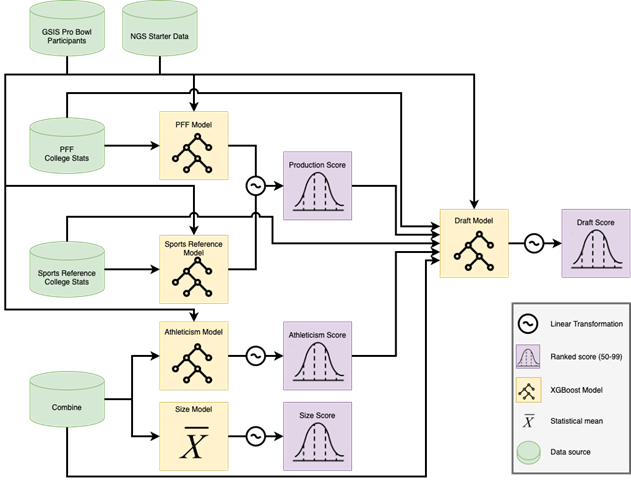 GSIS Pro Bowl
Participants
NGS Starter Data
PFF
College Stats
PFF Model
Production Score
Sports Reference
College Stats
Sports Reference
Model
Draft Model
Draft Score
Athleticism Model
Athleticism Score
Combine
Size Model
X
Size Score
Linear Transformation
Ranked score (50-99)
XGBoost Model
X
Statistical mean
Data source